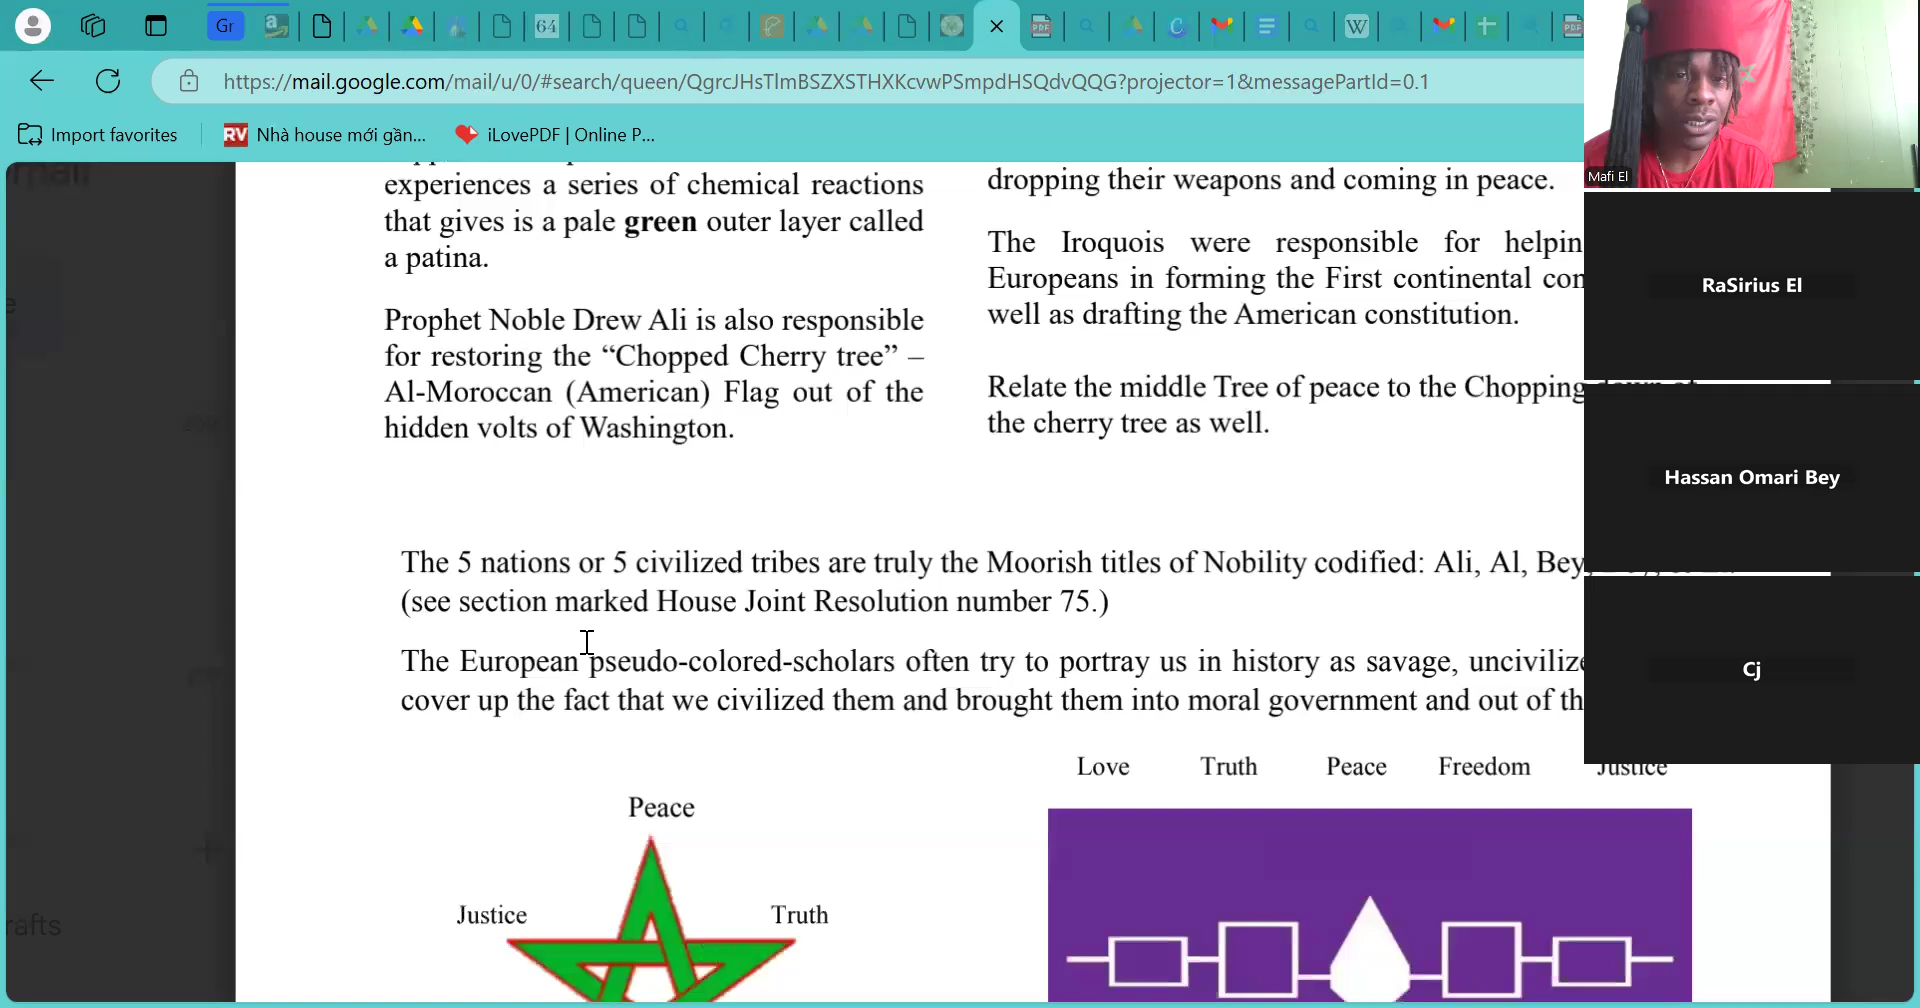 Gr
a
64
PDF
W
https://mail.google.com/mail/u/0/#search/queen/QgrcJHsTlmBSZXSTHXKcvwPSmpdHSQdvQQG?projector=1&messagePartId=0.1
Import favorites
RV Nhà house mới gần...
iLovePDF | Online P...
experiences a series of chemical reactions
that gives is a pale green outer layer called
a patina.
Prophet Noble Drew Ali is also responsible
for restoring the “Chopped Cherry tree” –
Al-Moroccan (American) Flag out of the
hidden volts of Washington.
dropping their weapons and coming in peace.
The Iroquois were responsible for helpin
Europeans in forming the First continental con
well as drafting the American constitution.
Relate the middle Tree of peace to the Chopping down of
the cherry tree as well.
The 5 nations or 5 civilized tribes are truly the Moorish titles of Nobility codified: Ali, Al, Bey,
(see section marked House Joint Resolution number 75.)
The European pseudo-colored-scholars often try to portray us in history as savage, uncivilize
cover up the fact that we civilized them and brought them into moral government and out of th
Peace
Justice
Truth
Love Truth Peace Freedom Justice
Mafi El
RaSirius El
Hassan Omari Bey
Cj
rafts